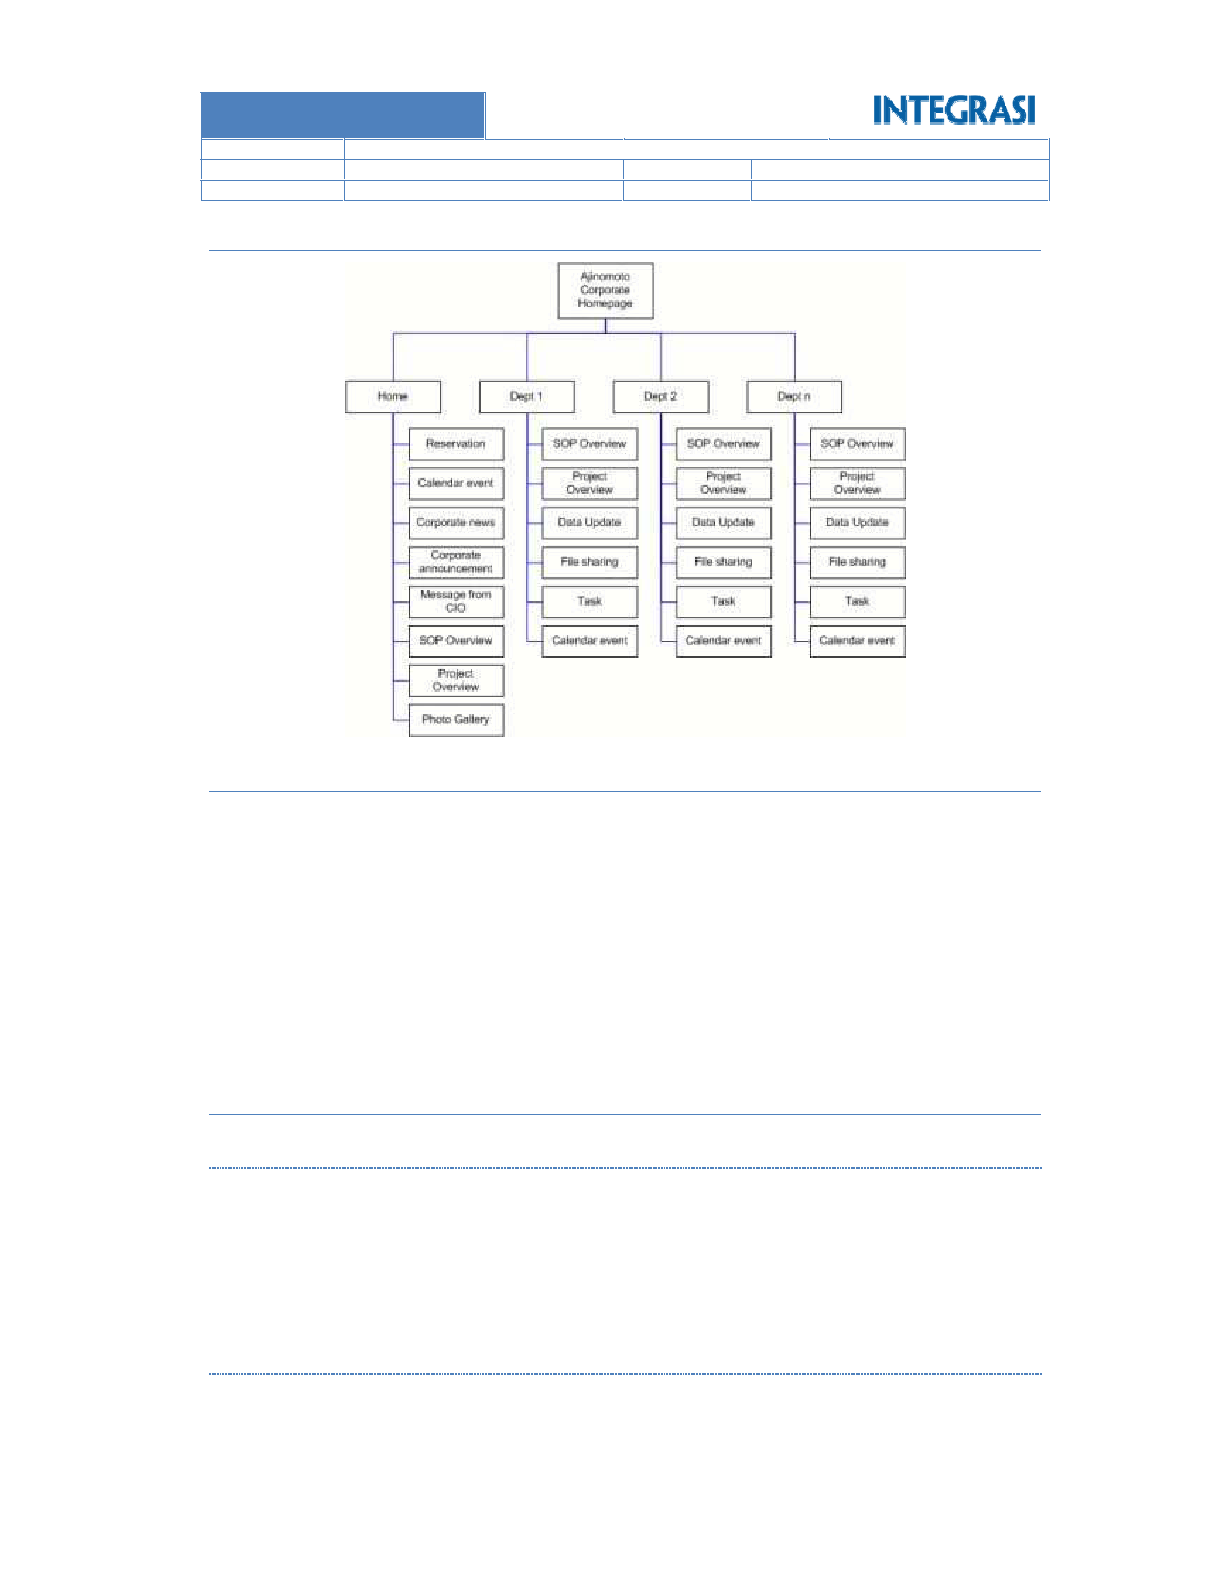 INTEGRASI
Ajinomoto
Corporate
Homepage
Home
Dept 1
Dept 2
Dept n
Reservation
SOP Overview
SOP Overview
SOP Overview
Calendar event
Project
Overview
Project
Overview
Project
Overview
Corporate news
Data Update
Data Update
Data Update
Corporate
announcement
File sharing
File sharing
File sharing
Message from
CIO
Task
Task
Task
SOP Overview
Calendar event
Calendar event
Calendar event
Project
Overview
Photo Gallery